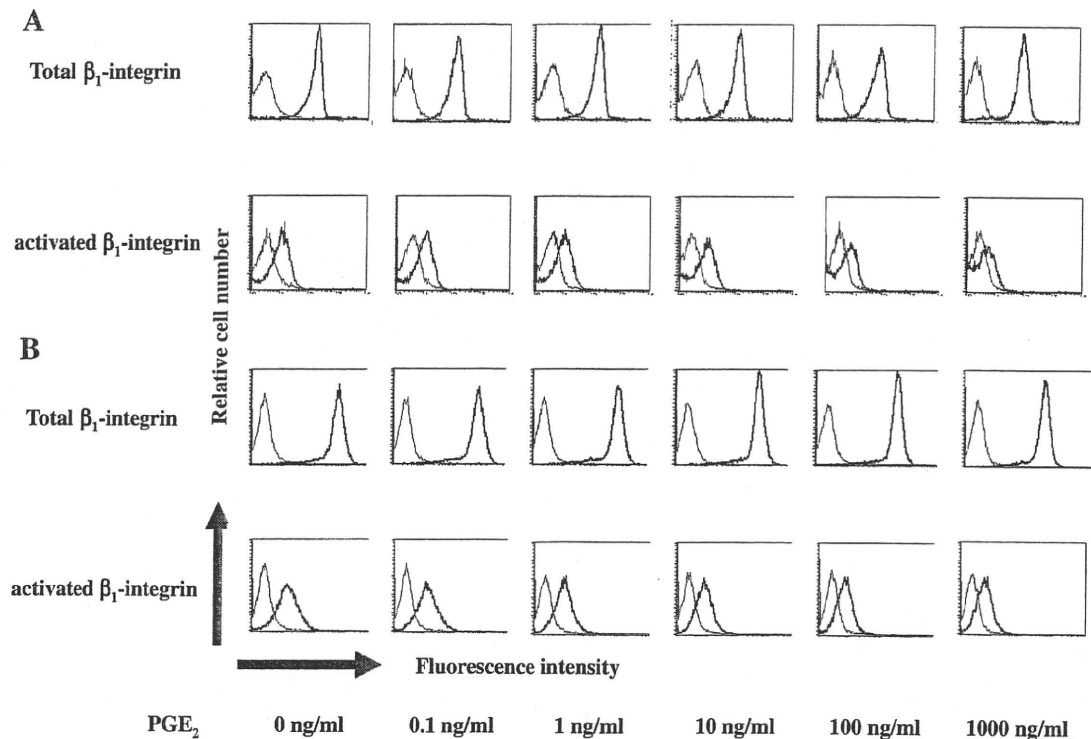 A
Total β₁-integrin
activated β₁-integrin
Relative cell number
B
Total β₁-integrin
activated β₁-integrin
Fluorescence intensity
PGE₂ 0 ng/ml 0.1 ng/ml 1 ng/ml 10 ng/ml 100 ng/ml 1000 ng/ml